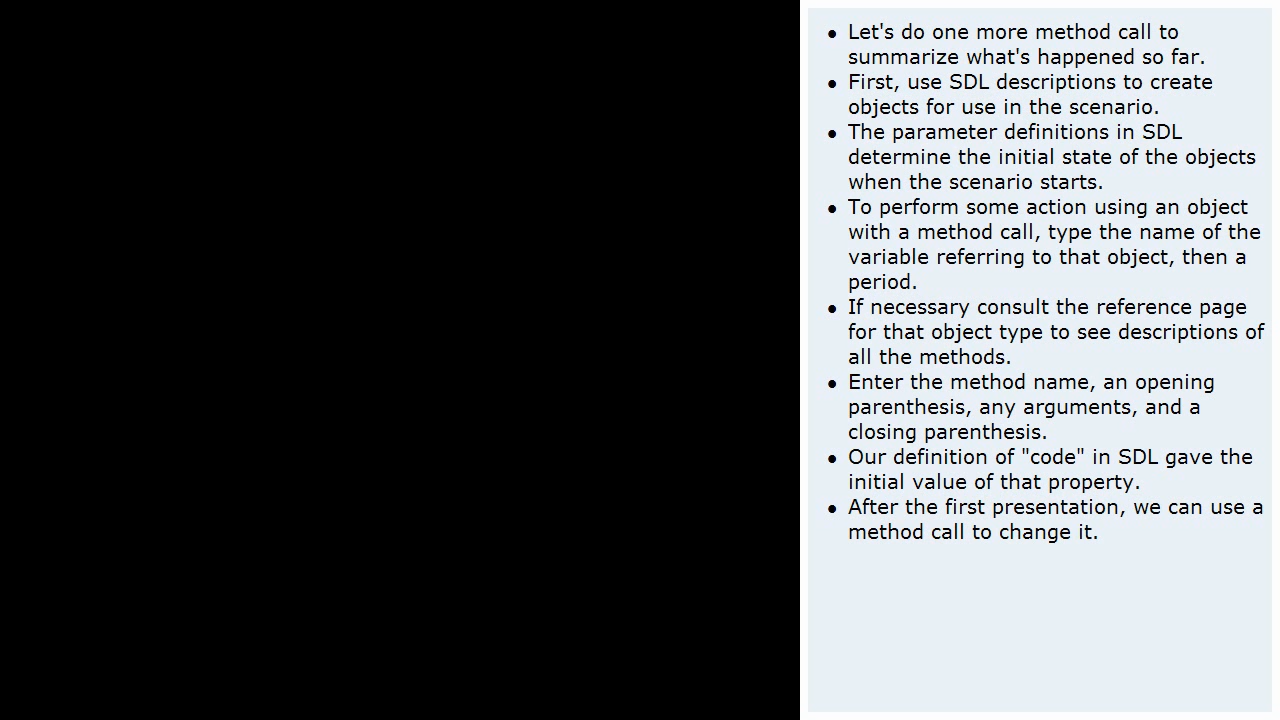 • Let's do one more method call to
summarize what's happened so far.
• First, use SDL descriptions to create
objects for use in the scenario.
• The parameter definitions in SDL
determine the initial state of the objects
when the scenario starts.
• To perform some action using an object
with a method call, type the name of the
variable referring to that object, then a
period.
• If necessary consult the reference page
for that object type to see descriptions of
all the methods.
• Enter the method name, an opening
parenthesis, any arguments, and a
closing parenthesis.
• Our definition of "code" in SDL gave the
initial value of that property.
• After the first presentation, we can use a
method call to change it.